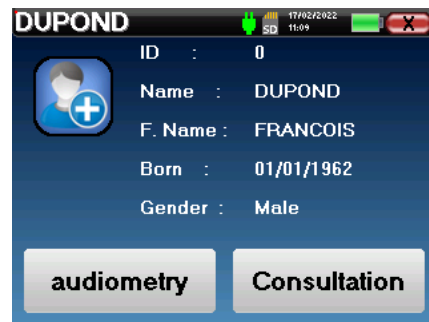 DUPOND
SD
17/02/2022
11:09
X
ID : 0
Name : DUPOND
F. Name : FRANCOIS
Born : 01/01/1962
Gender : Male
audiometry
Consultation